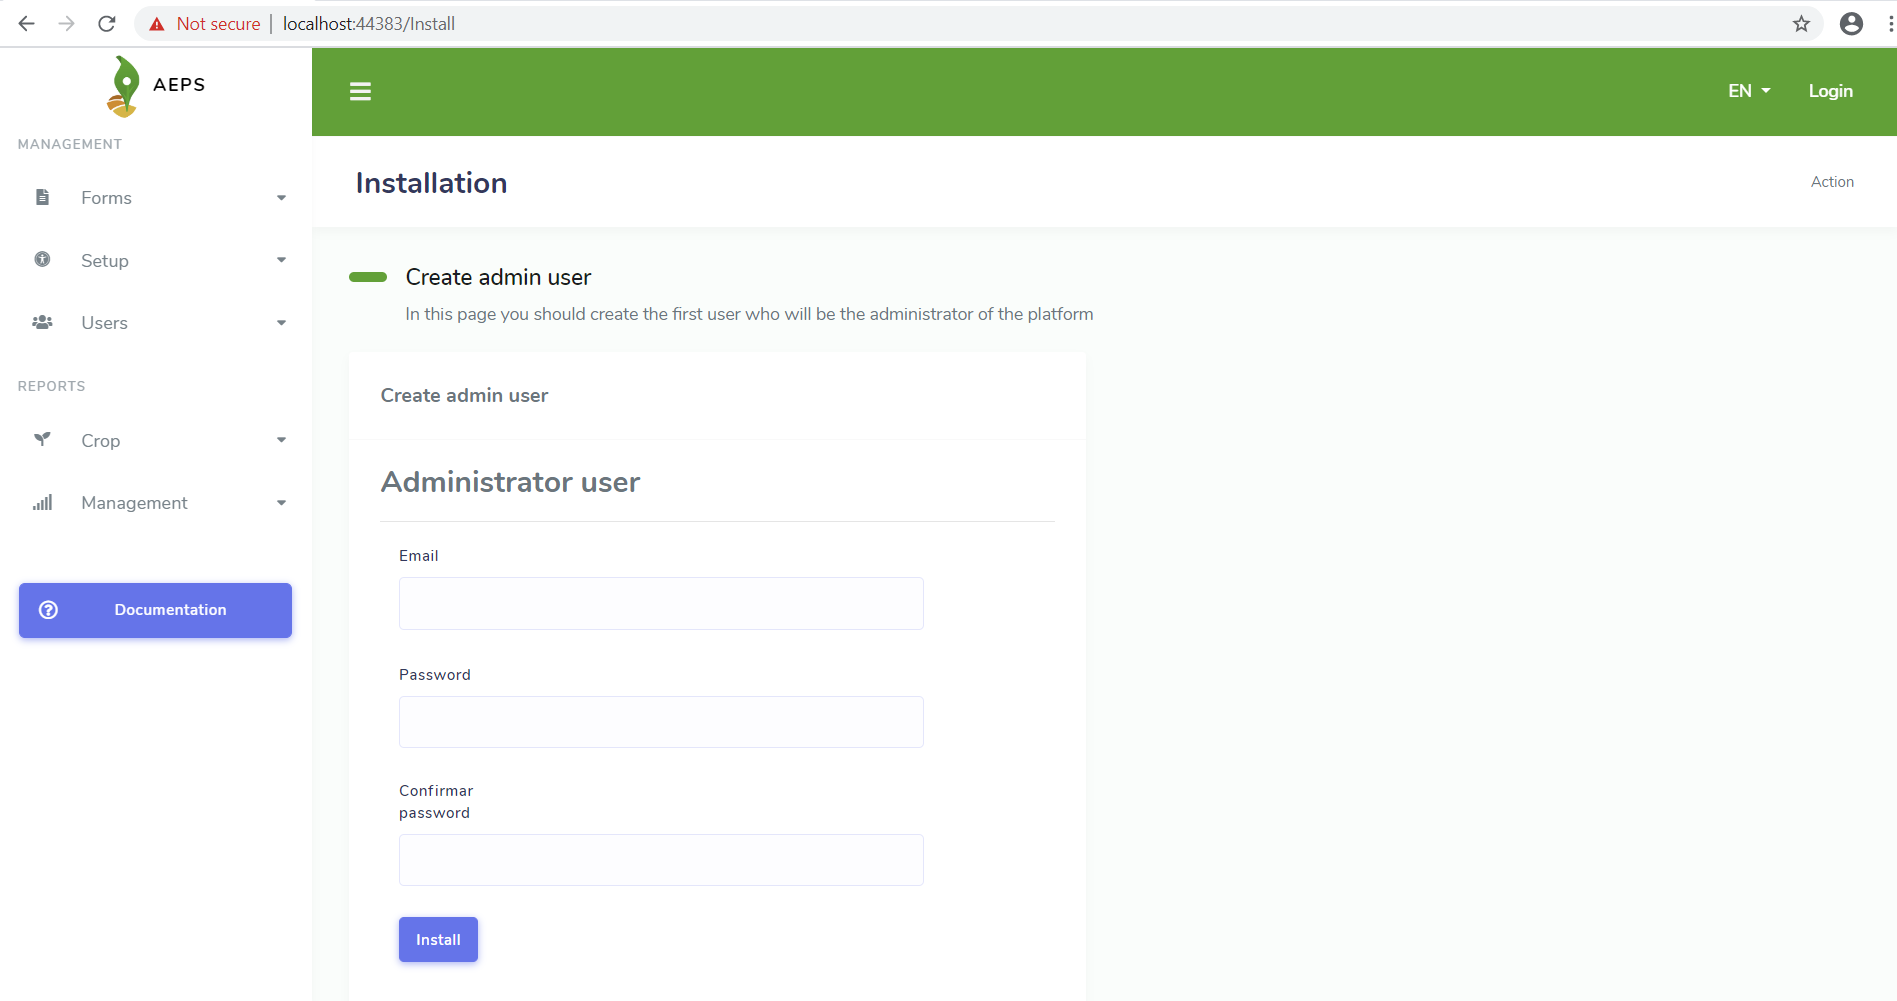 Not secure | localhost:44383/Install
AEPS
EN
Login
MANAGEMENT
Forms
Setup
Users
REPORTS
Crop
Management
Documentation
Installation
Action
Create admin user
In this page you should create the first user who will be the administrator of the platform
Create admin user
Administrator user
Email
Password
Confirmar
password
Install